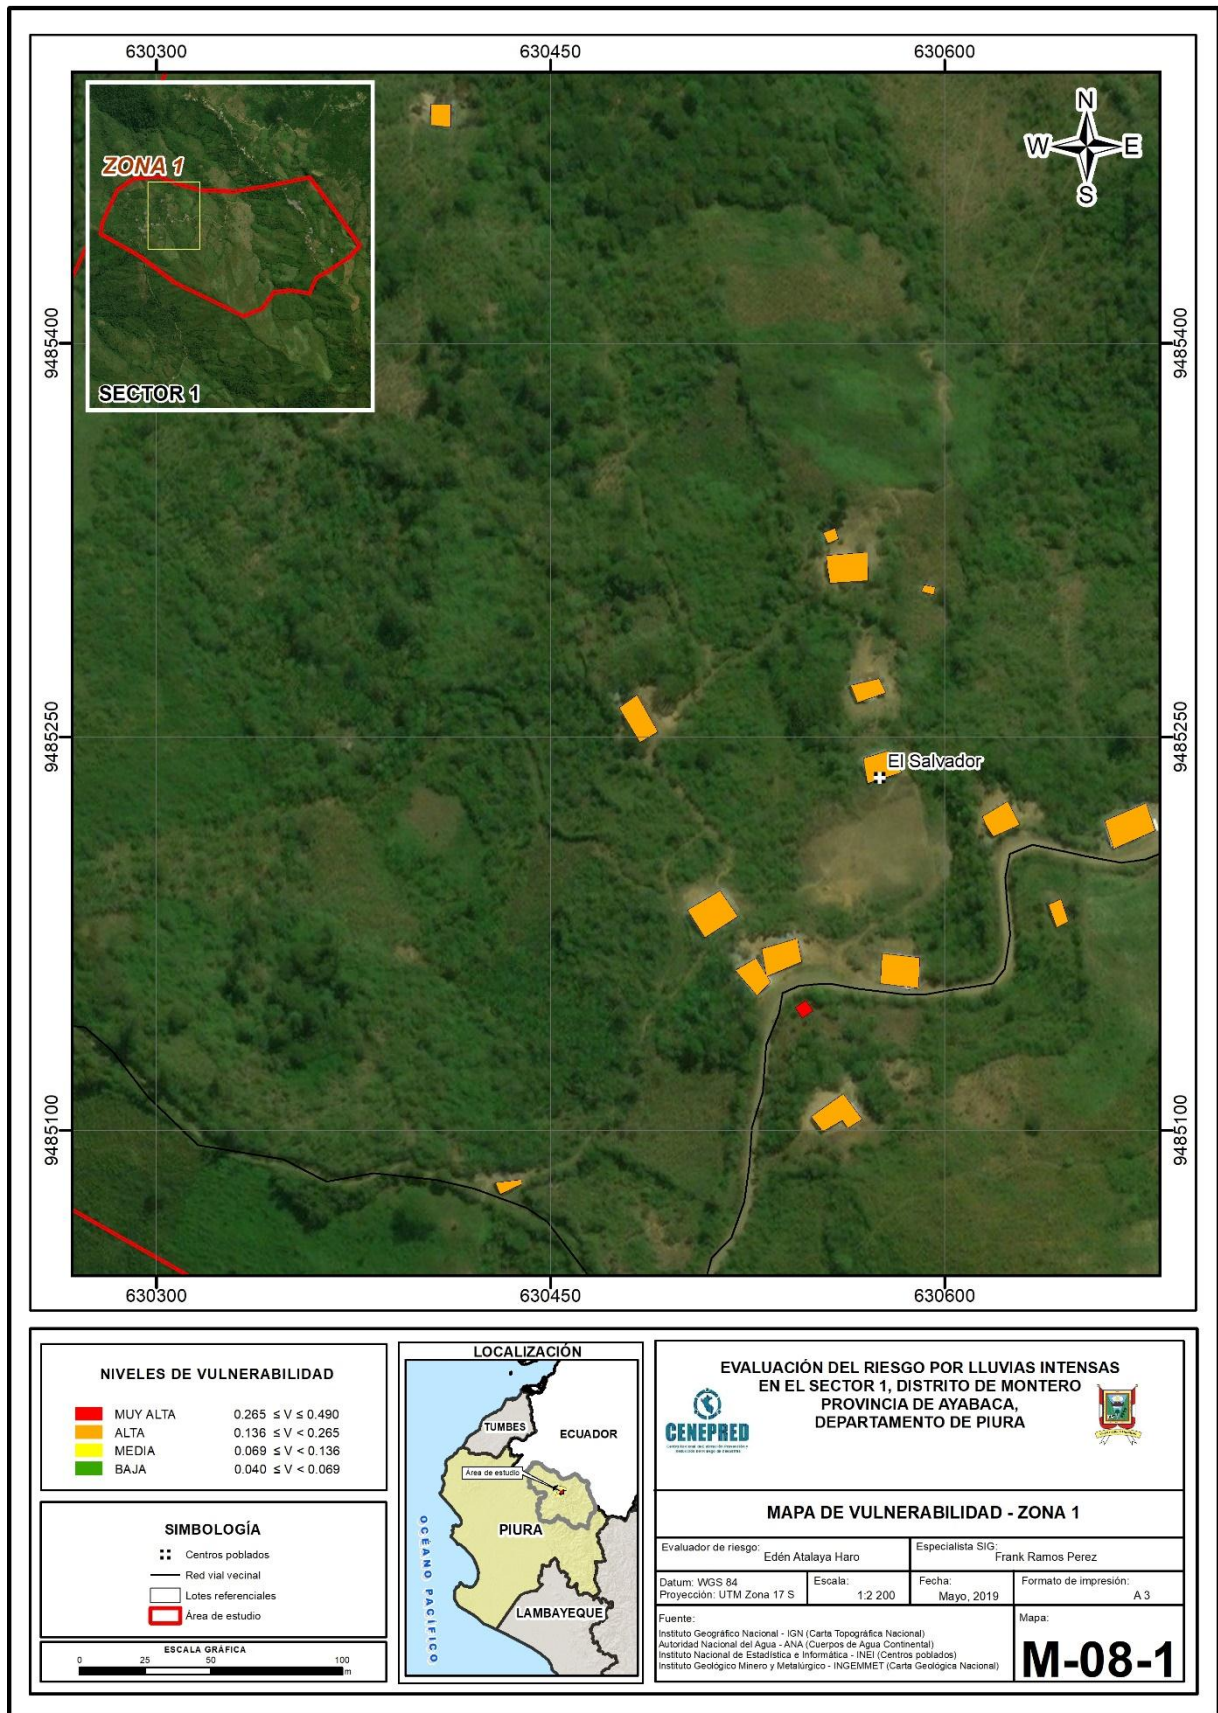 630300
630450
630600
N
W
E
S
ZONA 1
SECTOR 1
9485400
9485400
9485250
9485250
El Salvador
9485100
9485100
630300
630450
630600
NIVELES DE VULNERABILIDAD
MUY ALTA 0.265 ≤ V ≤ 0.490
ALTA 0.136 ≤ V < 0.265
MEDIA 0.069 ≤ V < 0.136
BAJA 0.040 ≤ V < 0.069
SIMBOLOGÍA
Centros poblados
Red vial vecinal
Lotes referenciales
Área de estudio
ESCALA GRÁFICA
0 25 50 100
m
LOCALIZACIÓN
TUMBES
ECUADOR
Área de estudio
PIURA
OCÉANO PACÍFICO
LAMBAYEQUE
EVALUACIÓN DEL RIESGO POR LLUVIAS INTENSAS
EN EL SECTOR 1, DISTRITO DE MONTERO
PROVINCIA DE AYABACA,
DEPARTAMENTO DE PIURA
CENEPRED
MAPA DE VULNERABILIDAD - ZONA 1
Evaluador de riesgo:
Edén Atalaya Haro
Especialista SIG:
Frank Ramos Perez
Datum: WGS 84
Proyección: UTM Zona 17 S
Escala:
1:2 200
Fecha:
Mayo, 2019
Formato de impresión:
A 3
Fuente:
Instituto Geográfico Nacional - IGN (Carta Topográfica Nacional)
Autoridad Nacional del Agua - ANA (Cuerpos de Agua Continental)
Instituto Nacional de Estadística e Informática - INEI (Centros poblados)
Instituto Geológico Minero y Metalúrgico - INGEMMET (Carta Geológica Nacional)
Mapa:
M-08-1